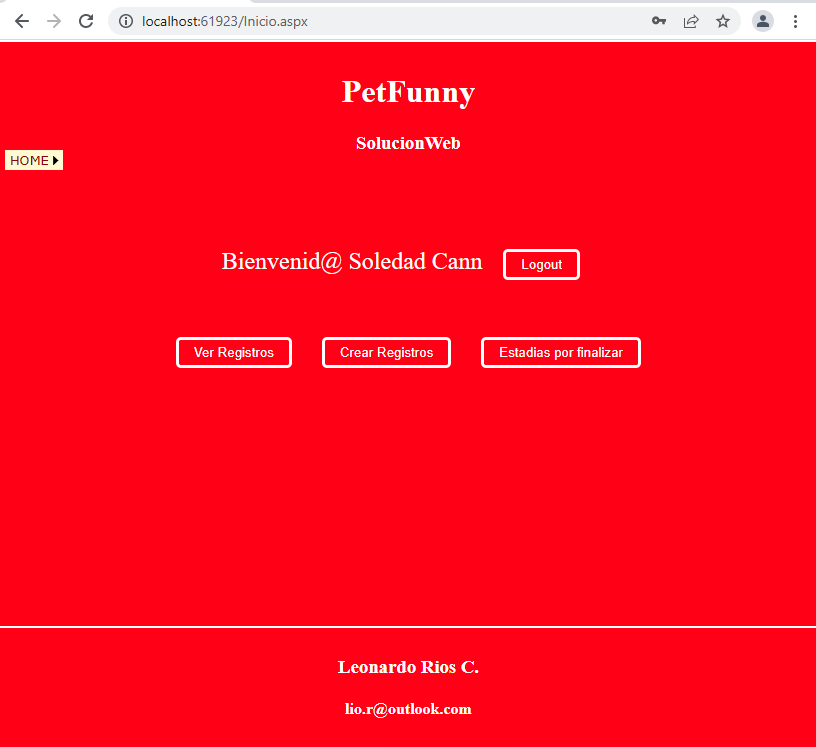 localhost:61923/Inicio.aspx
PetFunny
SolucionWeb
HOME
Bienvenid@ Soledad Cann Logout
Ver Registros Crear Registros Estadias por finalizar
Leonardo Rios C.
lio.r@outlook.com